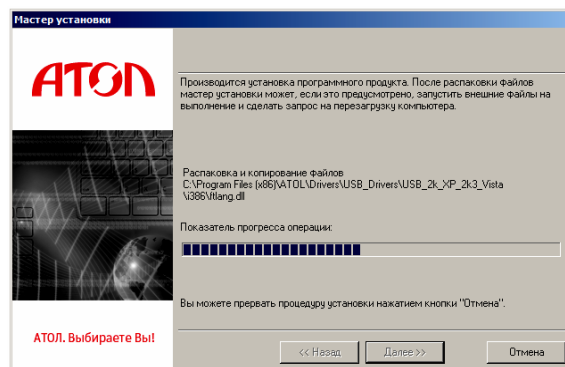 Мастер установки
АТОЛ
Производится установка программного продукта. После распаковки файлов
мастер установки может, если это предусмотрено, запустить внешние файлы на
выполнение и сделать запрос на перезагрузку компьютера.
Распаковка и копирование файлов
C:\Program Files (x86)\ATOL\Drivers\USB_Drivers\USB_2k_XP_2k3_Vista
\i386\ftlang.dll
Показатель прогресса операции:
Вы можете прервать процедуру установки нажатием кнопки "Отмена".
АТОЛ. Выбираете Вы!
<< Назад
Далее >>
Отмена